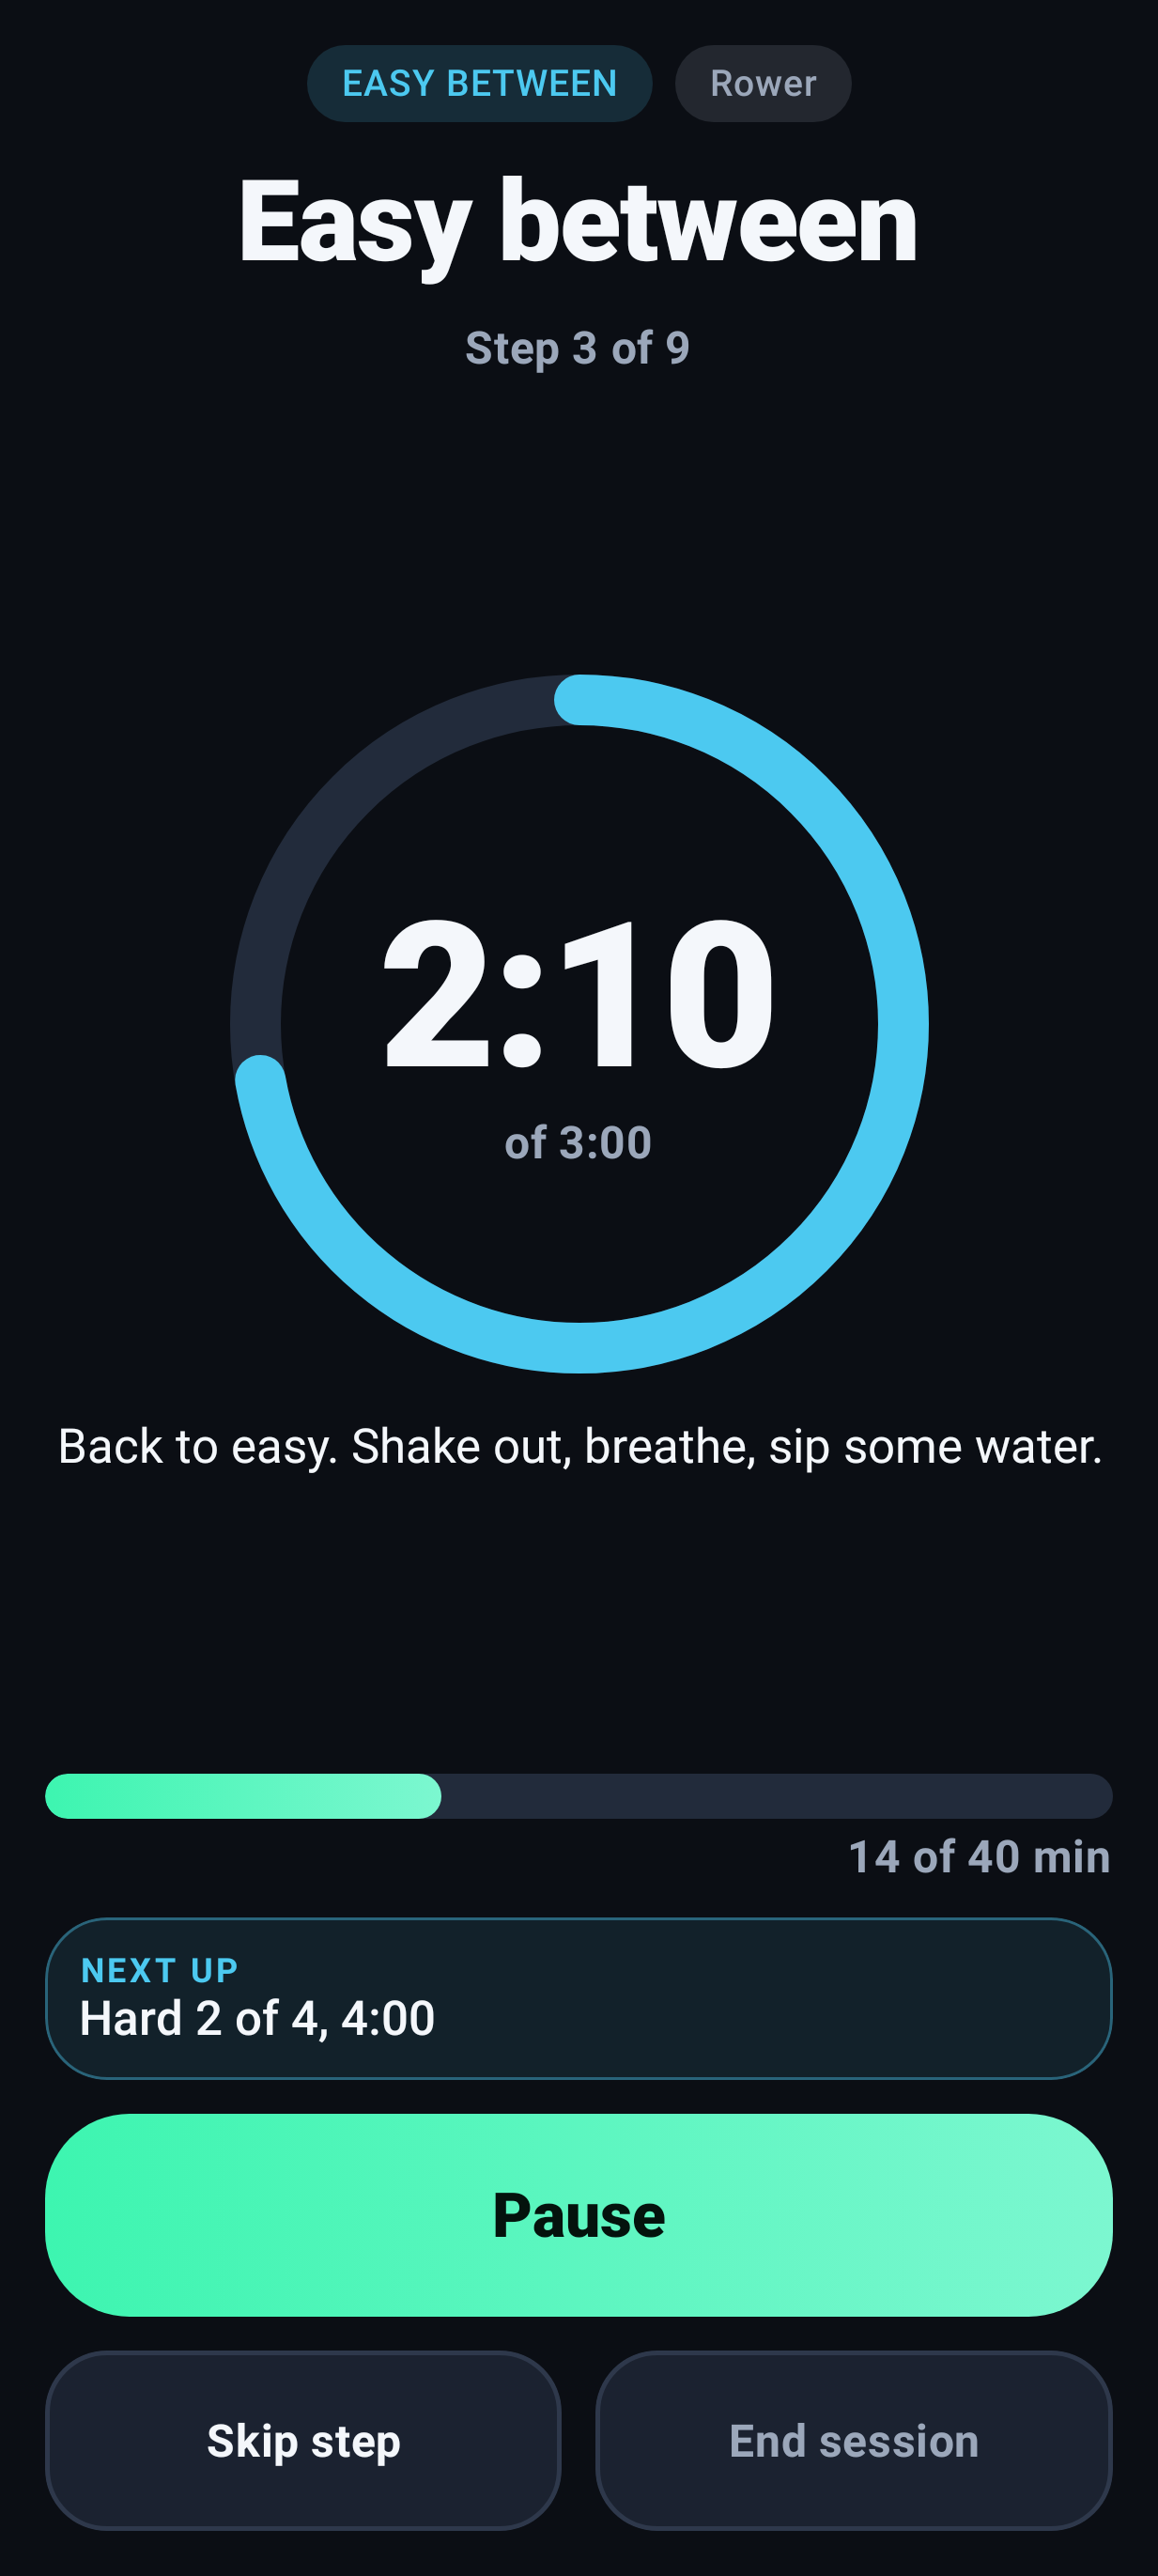 EASY BETWEEN
Rower
Easy between
Step 3 of 9
2:10
of 3:00
Back to easy. Shake out, breathe, sip some water.
14 of 40 min
NEXT UP
Hard 2 of 4, 4:00
Pause
Skip step
End session